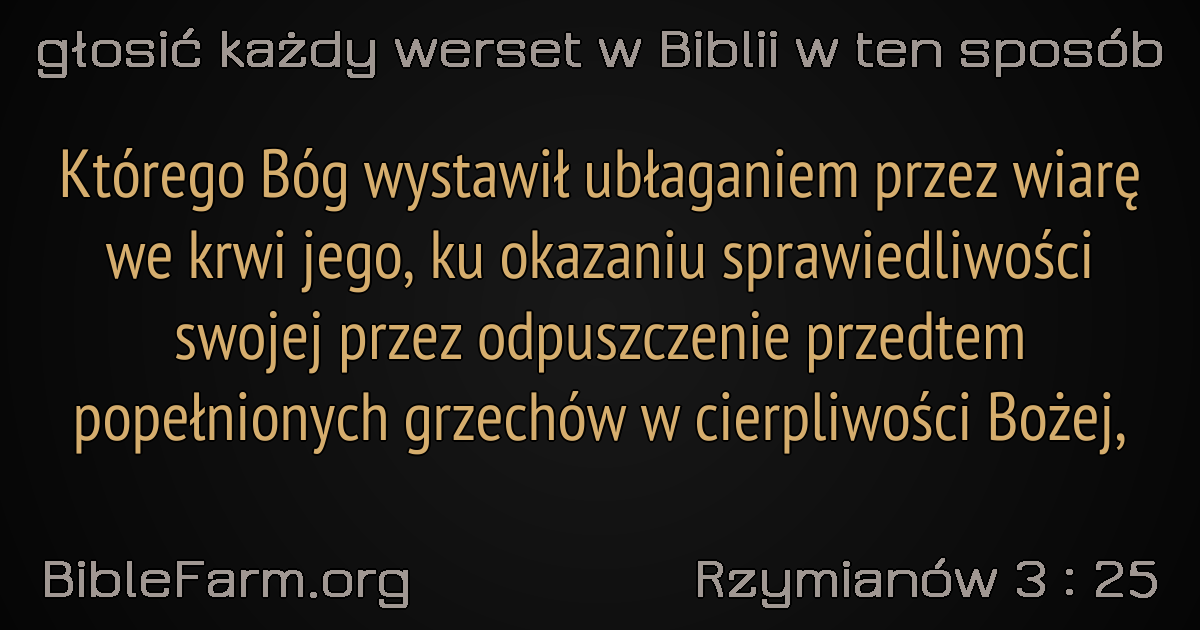 głosić każdy werset w Biblii w ten sposób
Którego Bóg wystawił ubłaganiem przez wiarę
we krwi jego, ku okazaniu sprawiedliwości
swojej przez odpuszczenie przedtem
popełnionych grzechów w cierpliwości Bożej,
BibleFarm.org
Rzymianów 3 : 25